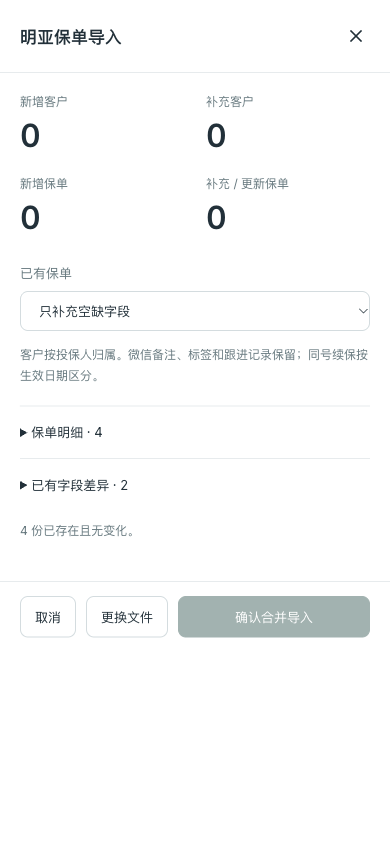 明亚保单导入
新增客户
补充客户
0
0
新增保单
补充 / 更新保单
0
0
已有保单
只补充空缺字段
客户按投保人归属。微信备注、标签和跟进记录保留；同号续保按
生效日期区分。
保单明细 · 4
已有字段差异 · 2
4 份已存在且无变化。
取消
更换文件
确认合并导入